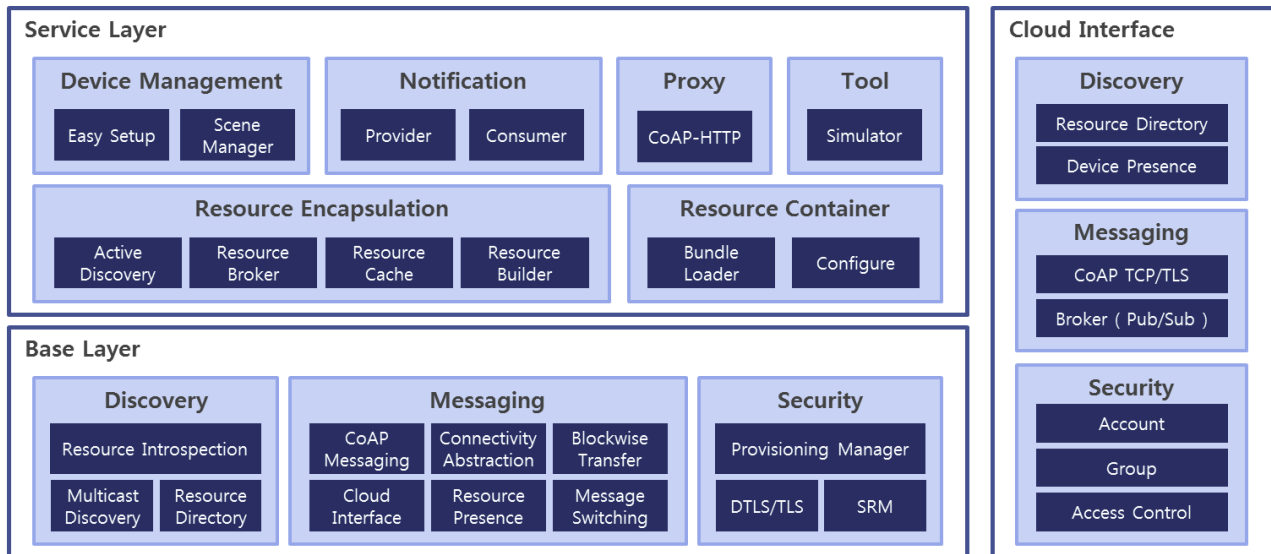 Service Layer
Device Management
Easy Setup
Scene
Manager
Notification
Provider
Consumer
Proxy
CoAP-HTTP
Tool
Simulator
Resource Encapsulation
Active
Discovery
Resource
Broker
Resource
Cache
Resource
Builder
Resource Container
Bundle
Loader
Configure
Base Layer
Discovery
Resource Introspection
Multicast
Discovery
Resource
Directory
Messaging
CoAP
Messaging
Connectivity
Abstraction
Blockwise
Transfer
Cloud
Interface
Resource
Presence
Message
Switching
Security
Provisioning Manager
DTLS/TLS
SRM
Cloud Interface
Discovery
Resource Directory
Device Presence
Messaging
CoAP TCP/TLS
Broker ( Pub/Sub )
Security
Account
Group
Access Control